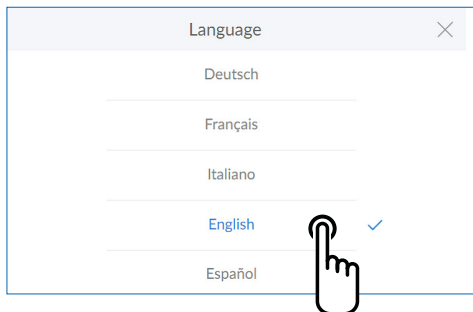 Language
Deutsch
Français
Italiano
English
Español